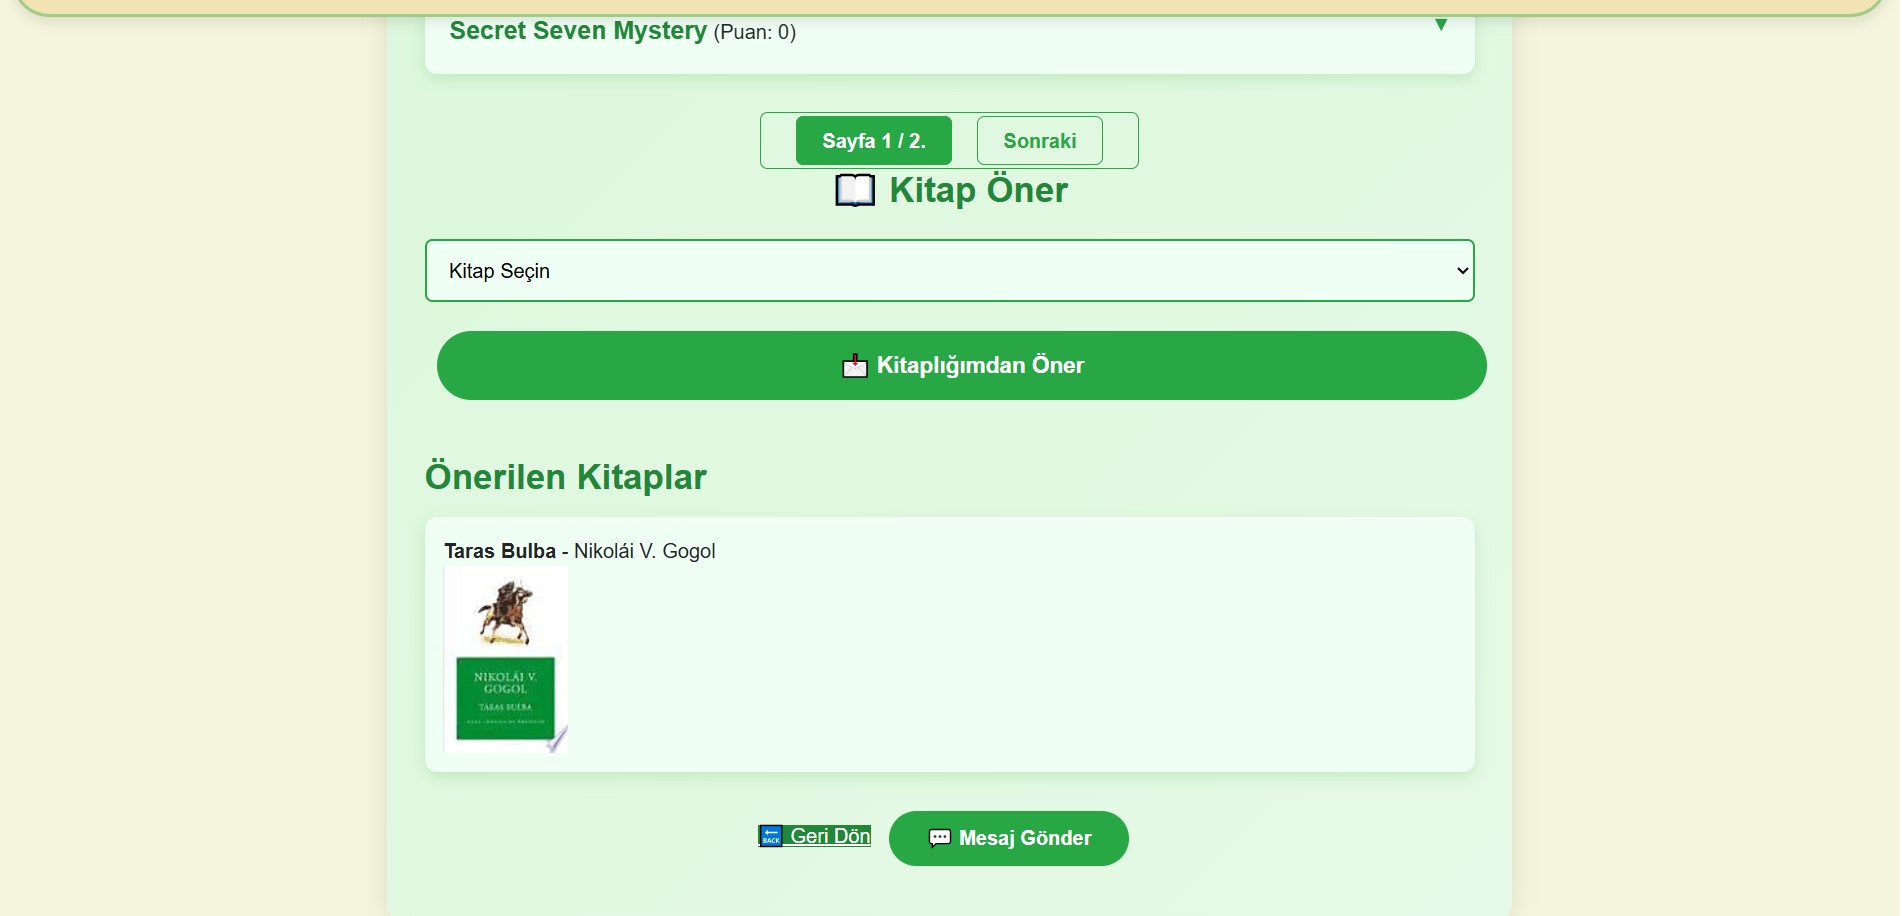 Secret Seven Mystery (Puan: 0)
▼
Sayfa 1 / 2. Sonraki
📖 Kitap Öner
Kitap Seçin
📩 Kitaplığımdan Öner
Önerilen Kitaplar
Taras Bulba - Nikolái V. Gogol
NIKOLÁI V.
GOGOL
TARAS BULBA
🔙 Geri Dön 💬 Mesaj Gönder